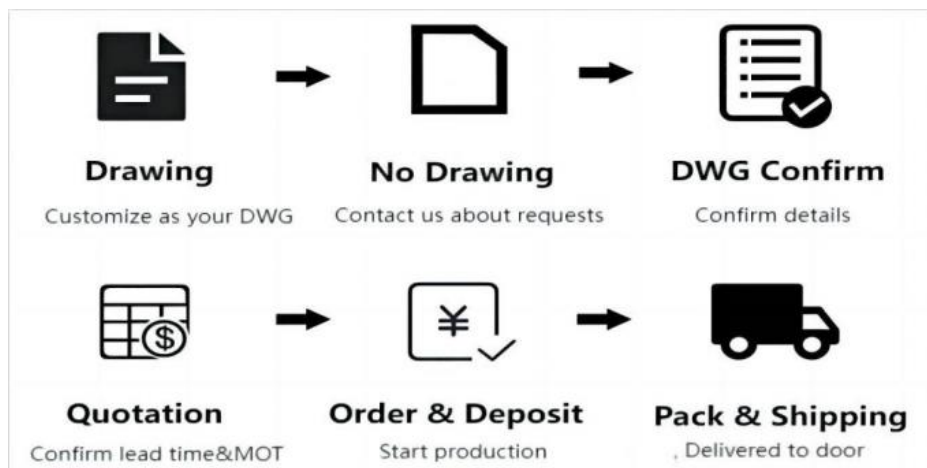 Drawing
No Drawing
DWG Confirm
Customize as your DWG
Contact us about requests
Confirm details
$
¥
Quotation
Order & Deposit
Pack & Shipping
Confirm lead time&MOT
Start production
, Delivered to door